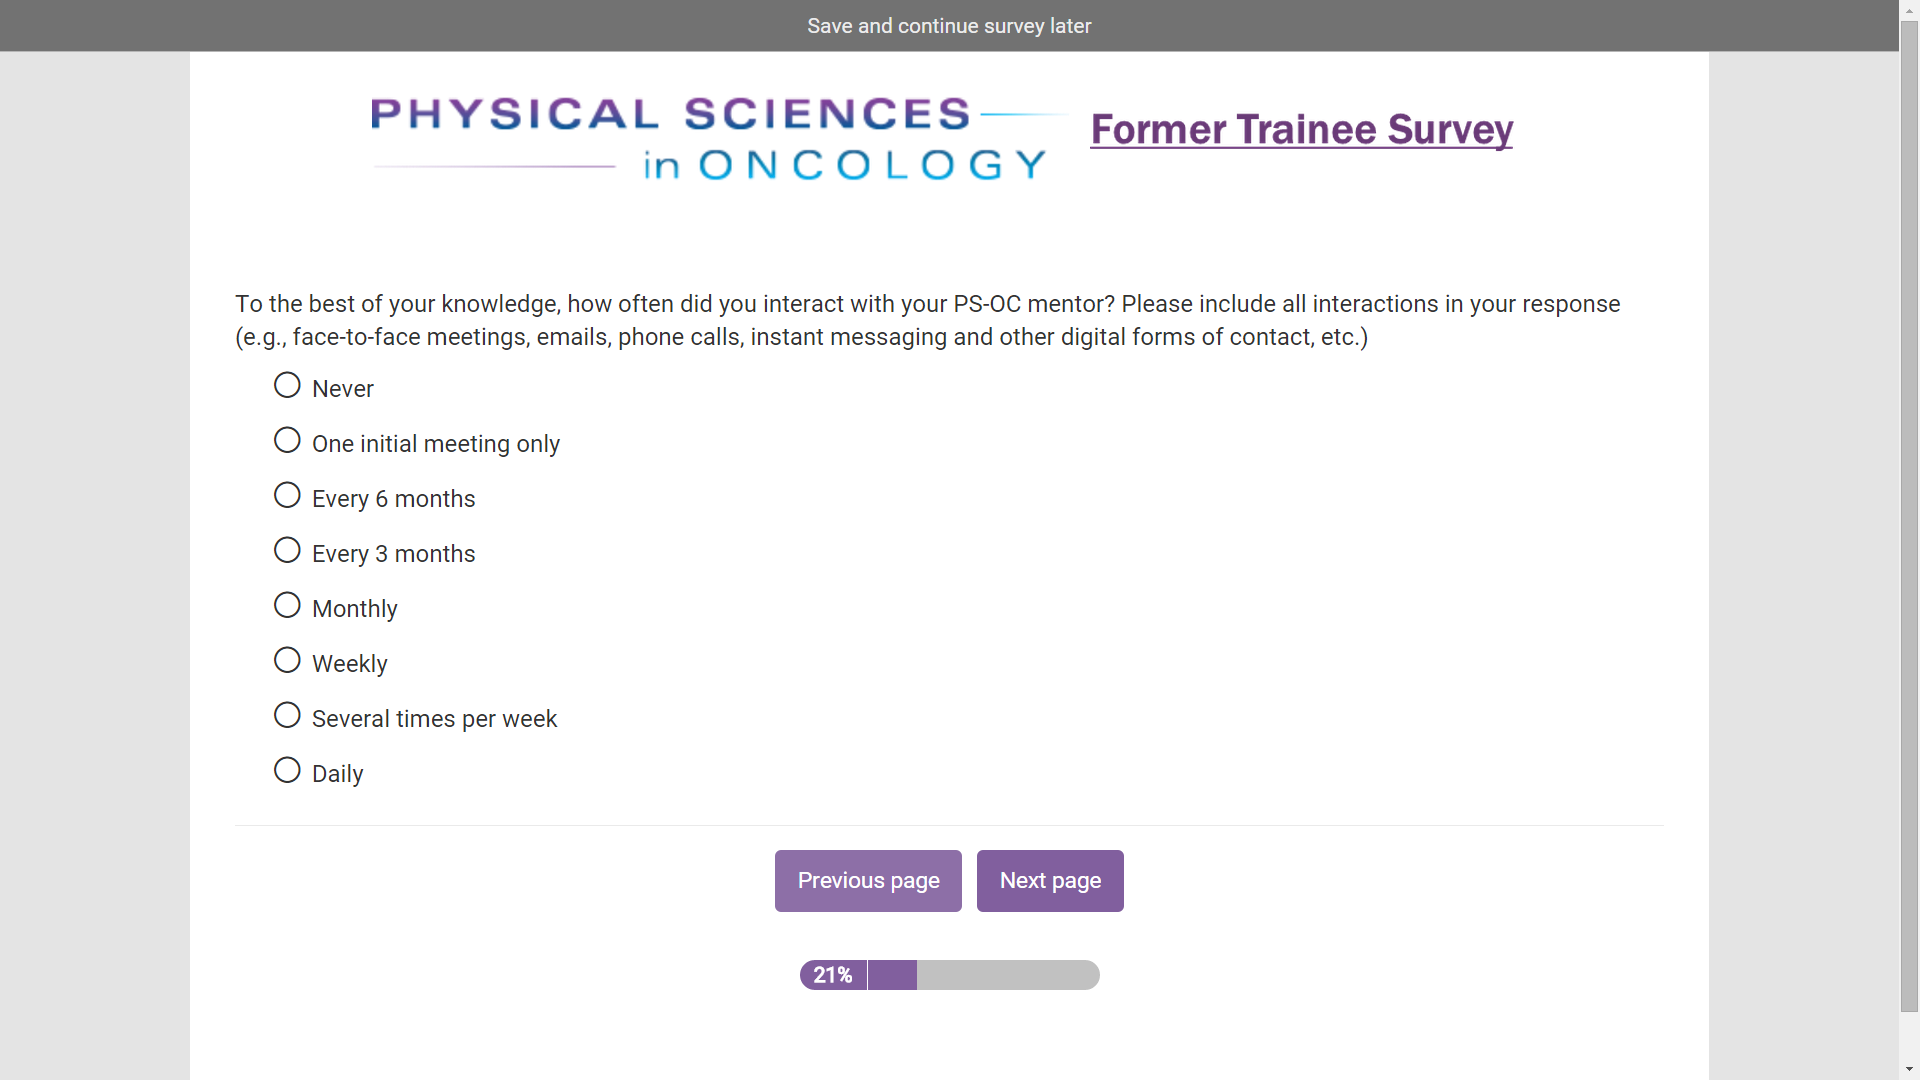 Save and continue survey later
PHYSICAL SCIENCES
in ONCOLOGY
Former Trainee Survey
To the best of your knowledge, how often did you interact with your PS-OC mentor? Please include all interactions in your response
(e.g., face-to-face meetings, emails, phone calls, instant messaging and other digital forms of contact, etc.)
Never
One initial meeting only
Every 6 months
Every 3 months
Monthly
Weekly
Several times per week
Daily
Previous page
Next page
21%